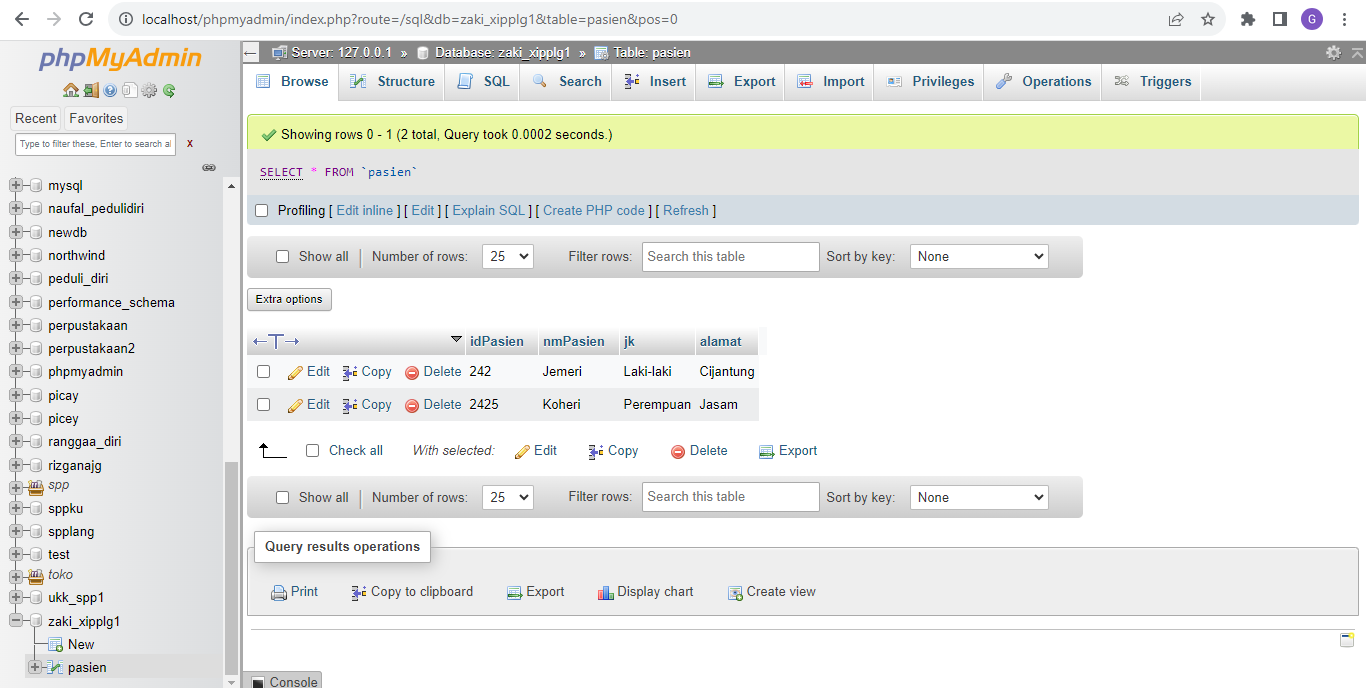 localhost/phpmyadmin/index.php?route=/sql&db=zaki_xipplg1&table=pasien&pos=0
G
phpMyAdmin
Recent Favorites
Type to filter these, Enter to search al X
mysql
naufal_pedulidiri
newdb
northwind
peduli_diri
performance_schema
perpustakaan
perpustakaan2
phpmyadmin
picay
picey
ranggaa_diri
rizganajg
spp
sppku
spplang
test
toko
ukk_spp1
zaki_xipplg1
New
pasien
Server: 127.0.0.1 » Database: zaki_xipplg1 » Table: pasien
Browse Structure SQL Search Insert Export Import Privileges Operations Triggers
Showing rows 0 - 1 (2 total, Query took 0.0002 seconds.)
SELECT * FROM `pasien`
Profiling [ Edit inline ] [ Edit ] [ Explain SQL ] [ Create PHP code ] [ Refresh ]
Show all | Number of rows: 25 Filter rows: Search this table Sort by key: None
Extra options
←T→ idPasien nmPasien jk alamat
Edit Copy Delete 242 Jemeri Laki-laki Cijantung
Edit Copy Delete 2425 Koheri Perempuan Jasam
Check all With selected: Edit Copy Delete Export
Show all | Number of rows: 25 Filter rows: Search this table Sort by key: None
Query results operations
Print Copy to clipboard Export Display chart Create view
Console